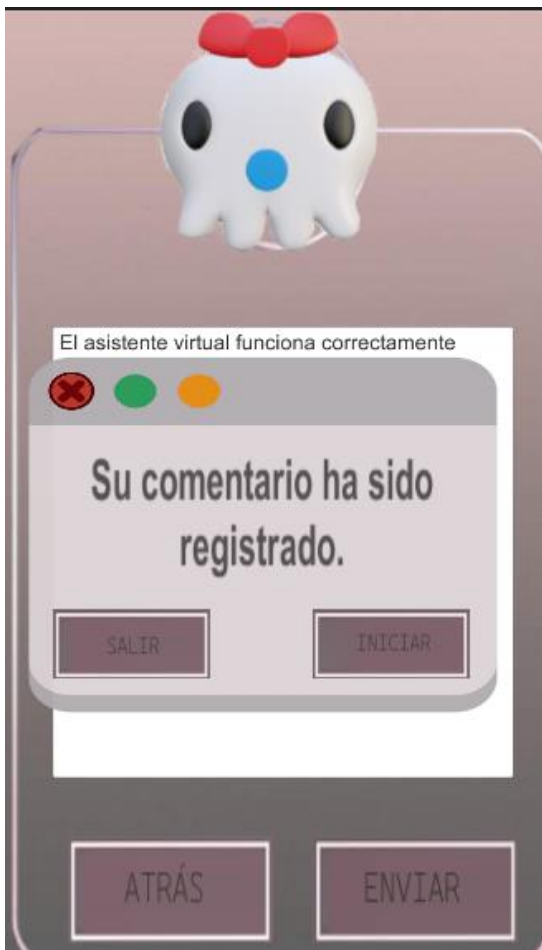 El asistente virtual funciona correctamente
Su comentario ha sido
registrado.
SALIR
INICIAR
ATRÁS
ENVIAR